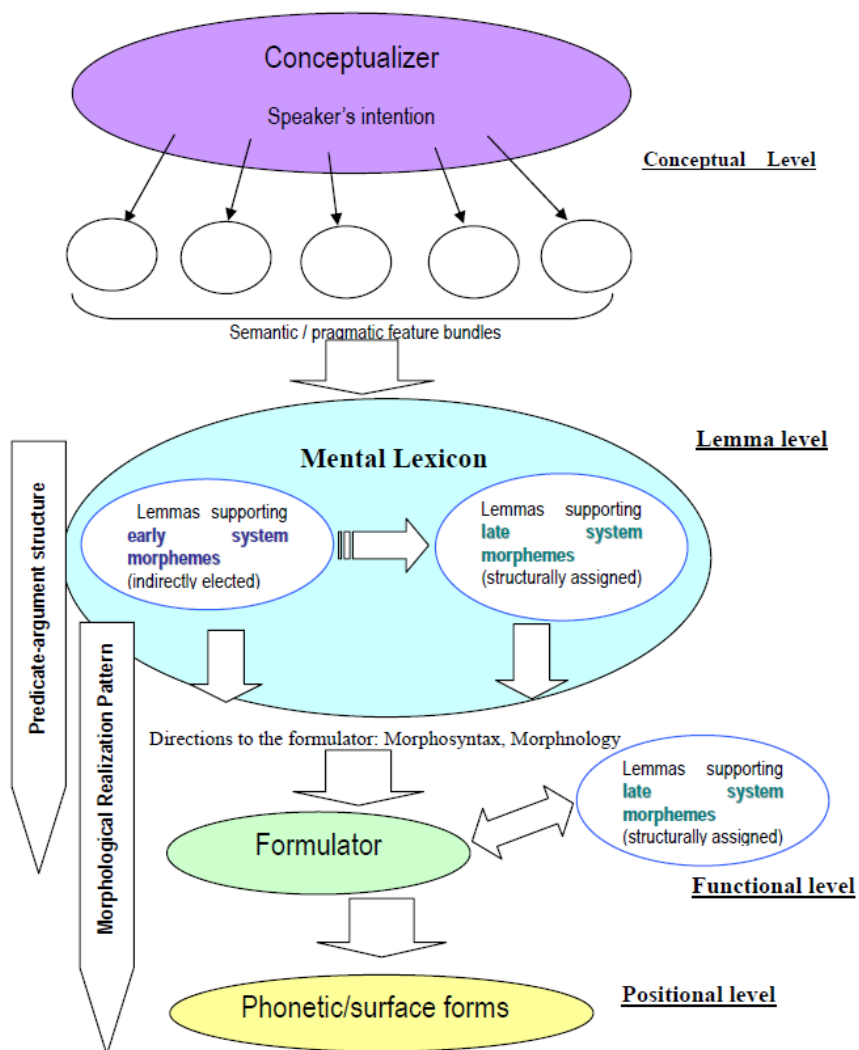 Conceptualizer
Speaker's intention
Conceptual Level
Semantic / pragmatic feature bundles
Lemma level
Mental Lexicon
Lemmas supporting
early system
morphemes
(indirectly elected)
Lemmas supporting
late system
morphemes
(structurally assigned)
Predicate-argument structure
Morphological Realization Pattern
Directions to the formulator: Morphosyntax, Morphnology
Lemmas supporting
late system
morphemes
(structurally assigned)
Formulator
Functional level
Phonetic/surface forms
Positional level